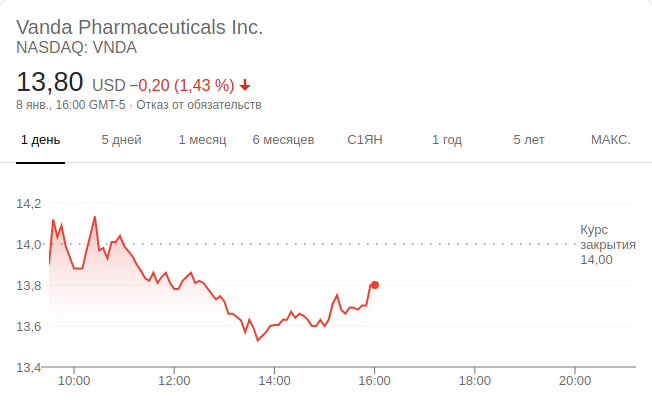 Vanda Pharmaceuticals Inc.
NASDAQ: VNDA
13,80 USD −0,20 (1,43 %)
8 янв., 16:00 GMT-5 · Отказ от обязательств
1 день 5 дней 1 месяц 6 месяцев С1ЯН 1 год 5 лет МАКС.
14,2
14,0
13,8
13,6
13,4
Курс
закрытия
14,00
10:00 12:00 14:00 16:00 18:00 20:00